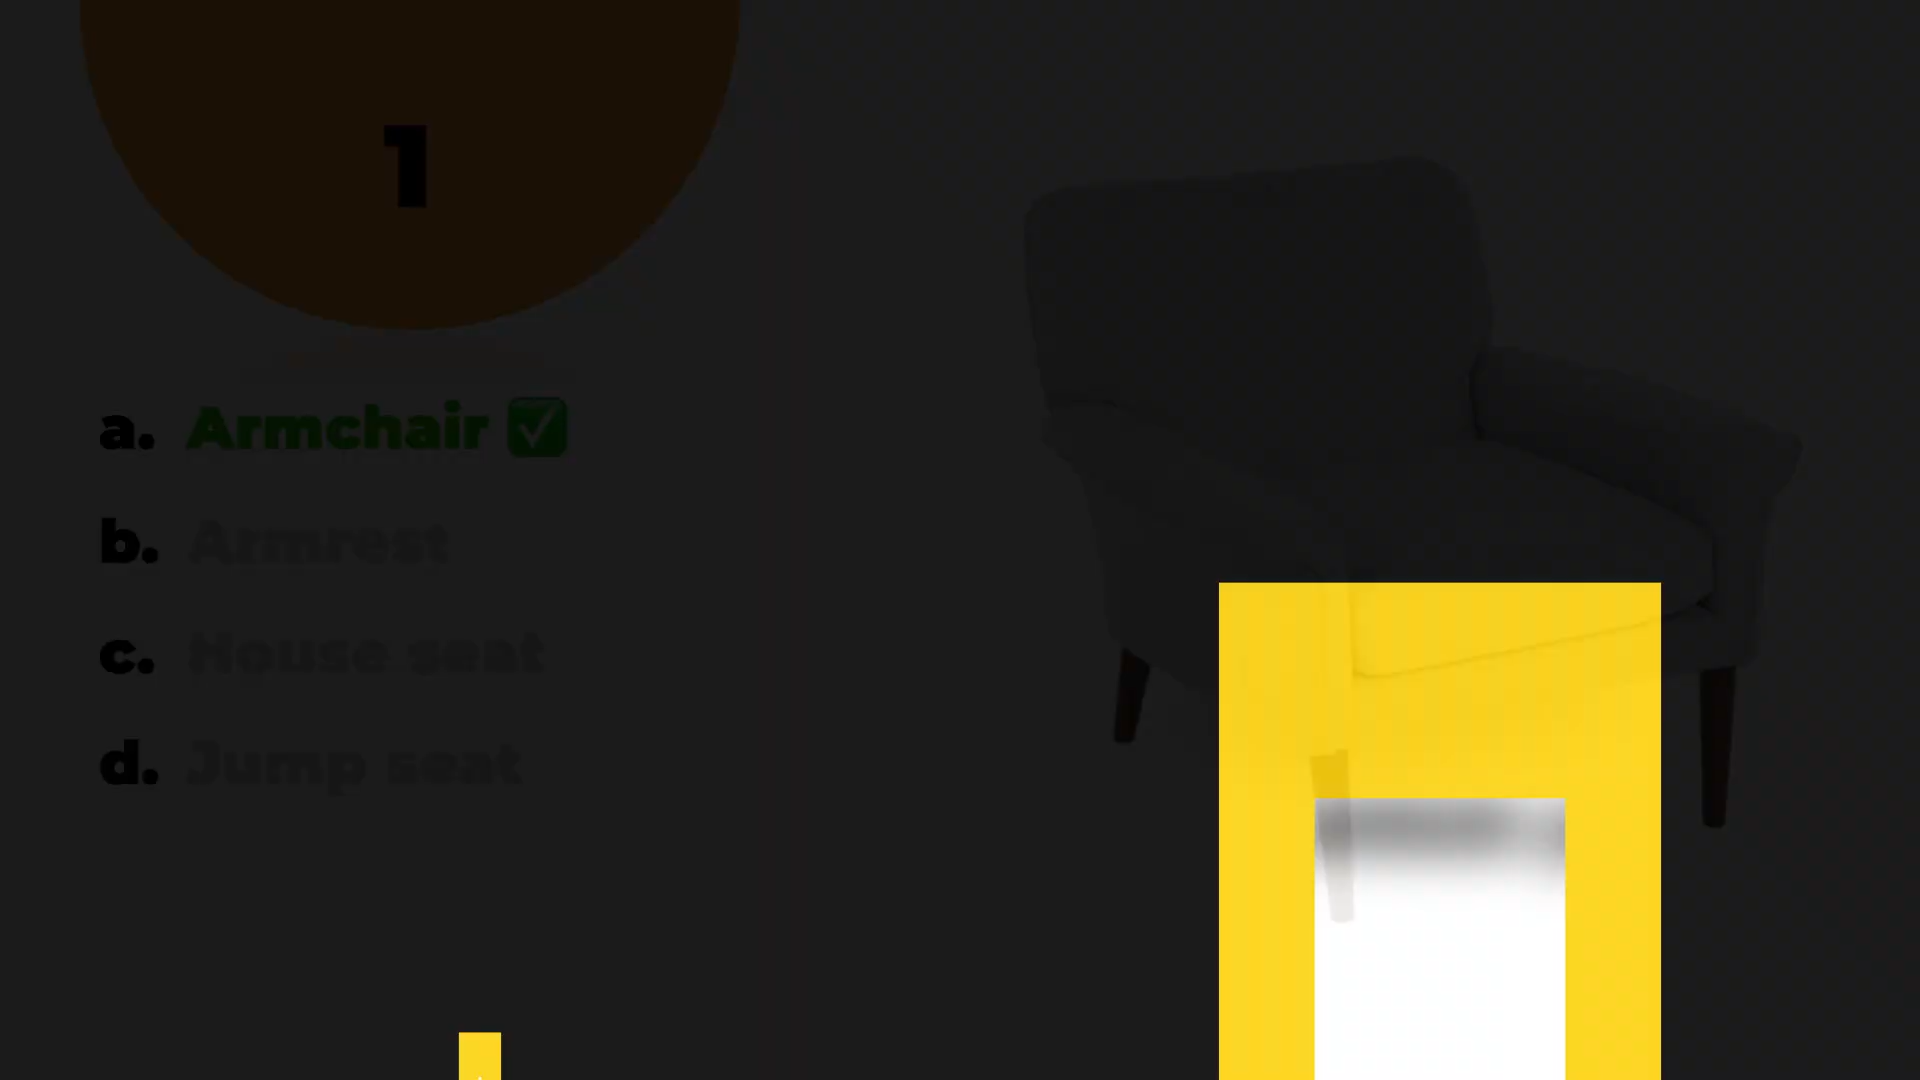 1
a. Armchair ✅
b. Armrest
c. House seat
d. Jump seat